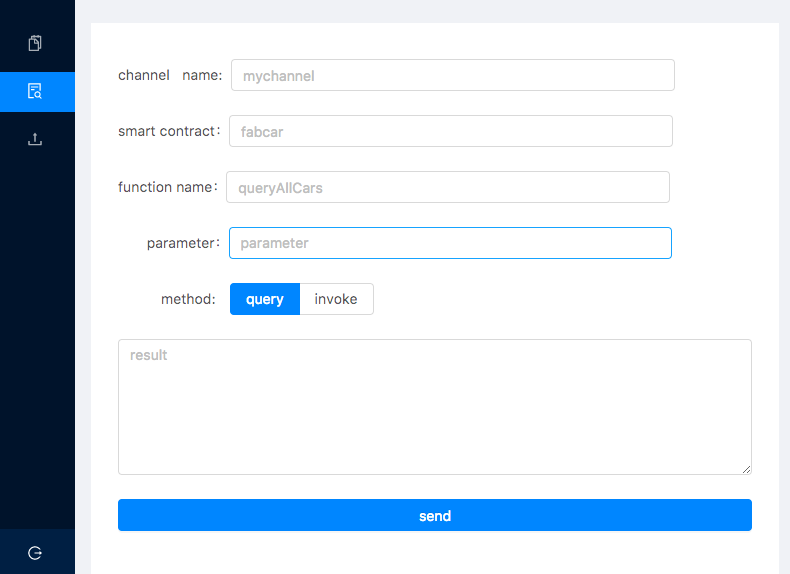 channel name: mychannel
smart contract: fabcar
function name: queryAllCars
parameter: parameter
method: query invoke
result
send